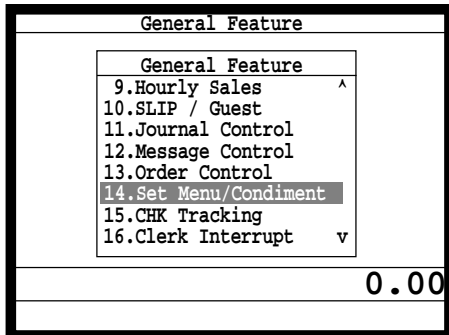 General Feature
General Feature
9.Hourly Sales ^
10.SLIP / Guest
11.Journal Control
12.Message Control
13.Order Control
14.Set Menu/Condiment
15.CHK Tracking
16.Clerk Interrupt v
0.00